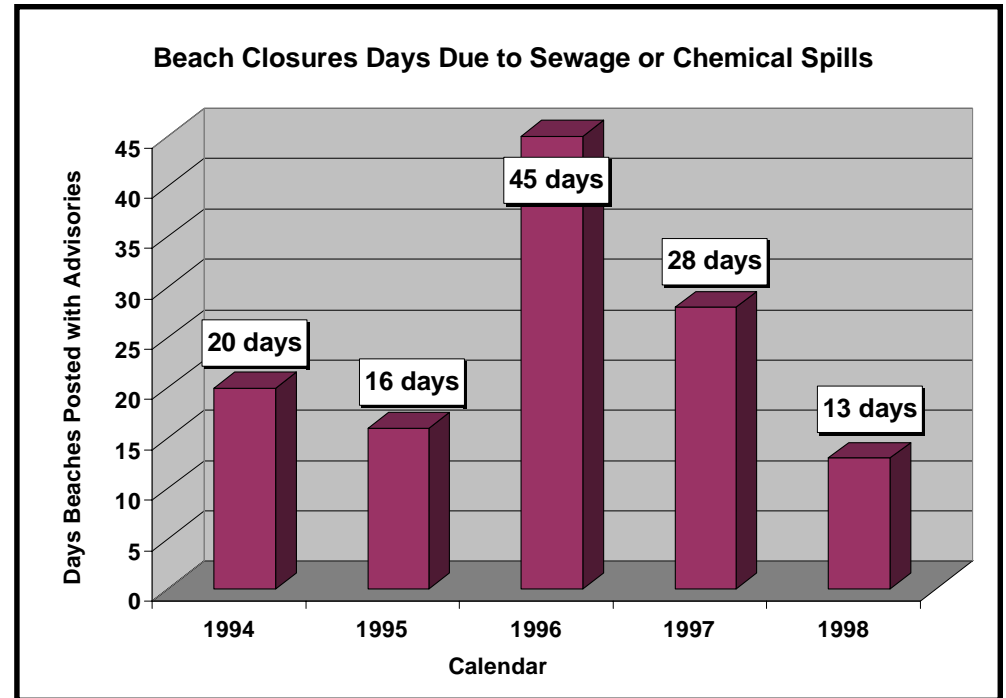 Beach Closures Days Due to Sewage or Chemical Spills
Days Beaches Posted with Advisories
45
40
35
30
25
20
15
10
5
0
20 days
16 days
45 days
28 days
13 days
1994
1995
1996
1997
1998
Calendar